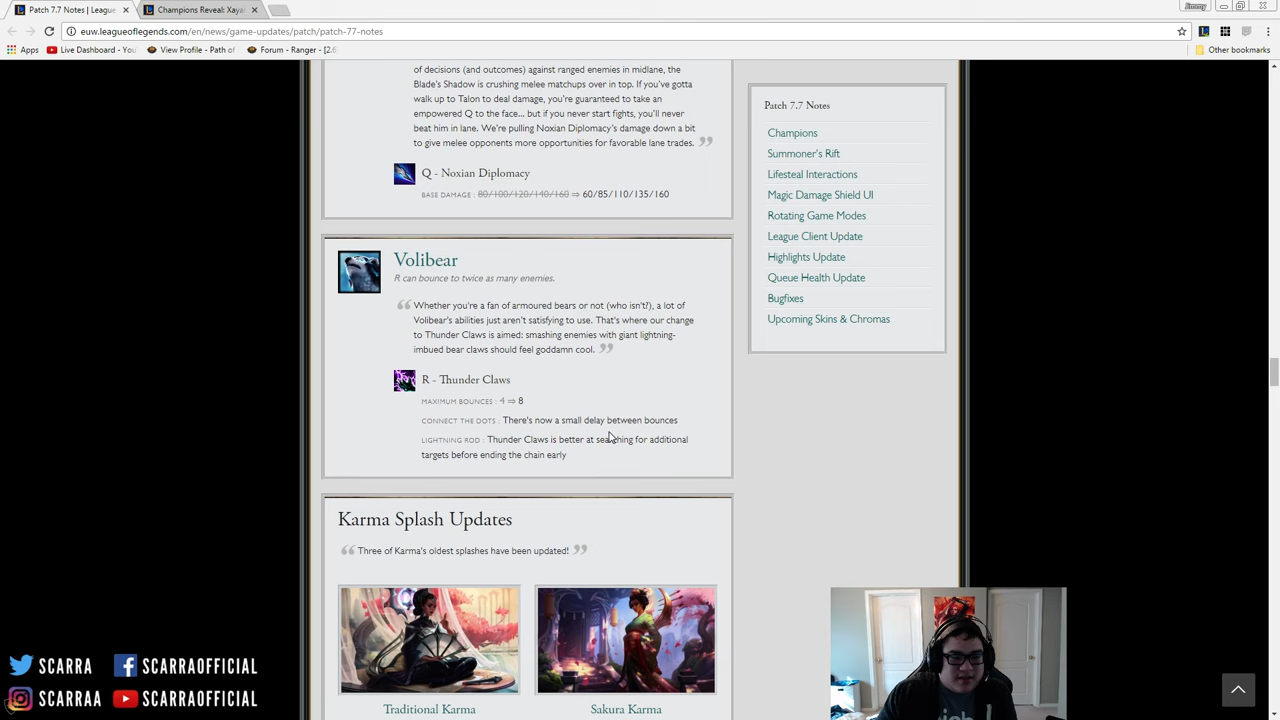 Patch 7.7 Notes | League
Champions Reveal: Xaya
Jimmy
euw.leagueoflegends.com/en/news/game-updates/patch/patch-77-notes
Apps
Live Dashboard - You
View Profile - Path of
Forum - Ranger - [2.6
Other bookmarks
of decisions (and outcomes) against ranged enemies in midlane, the
Blade's Shadow is crushing melee matchups over in top. If you've gotta
walk up to Talon to deal damage, you're guaranteed to take an
empowered Q to the face... but if you never start fights, you'll never
beat him in lane. We're pulling Noxian Diplomacy's damage down a bit
to give melee opponents more opportunities for favorable lane trades.
Q - Noxian Diplomacy
BASE DAMAGE : 80/100/120/140/160 ⇒ 60/85/110/135/160
Volibear
R can bounce to twice as many enemies.
Whether you're a fan of armoured bears or not (who isn't?), a lot of
Volibear's abilities just aren't satisfying to use. That's where our change
to Thunder Claws is aimed: smashing enemies with giant lightning-
imbued bear claws should feel goddamn cool.
R - Thunder Claws
MAXIMUM BOUNCES : 4 ⇒ 8
CONNECT THE DOTS : There's now a small delay between bounces
LIGHTNING ROD : Thunder Claws is better at searching for additional
targets before ending the chain early
Karma Splash Updates
Three of Karma's oldest splashes have been updated!
Traditional Karma
Sakura Karma
Patch 7.7 Notes
Champions
Summoner's Rift
Lifesteal Interactions
Magic Damage Shield UI
Rotating Game Modes
League Client Update
Highlights Update
Queue Health Update
Bugfixes
Upcoming Skins & Chromas
SCARRA
SCARRAOFFICIAL
SCARRAA
SCARRAOFFICIAL